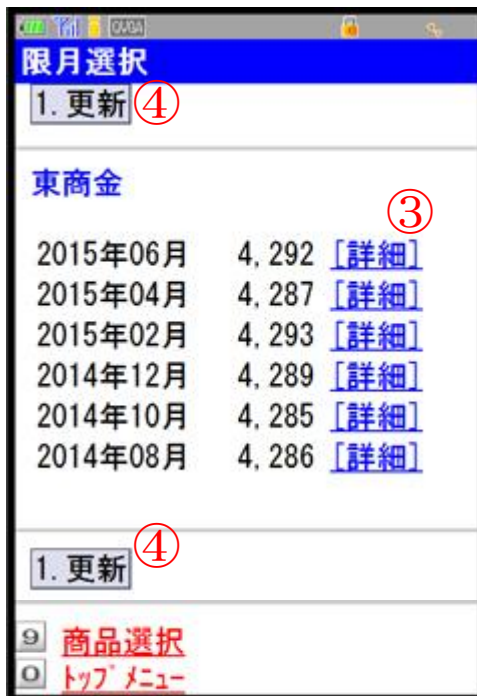 QVGA
限月選択
1.更新 ④
東商金
③
2015年06月 4,292 [詳細]
2015年04月 4,287 [詳細]
2015年02月 4,293 [詳細]
2014年12月 4,289 [詳細]
2014年10月 4,285 [詳細]
2014年08月 4,286 [詳細]
④
1.更新
9 商品選択
0 ﾄｯﾌﾟﾒﾆｭｰ